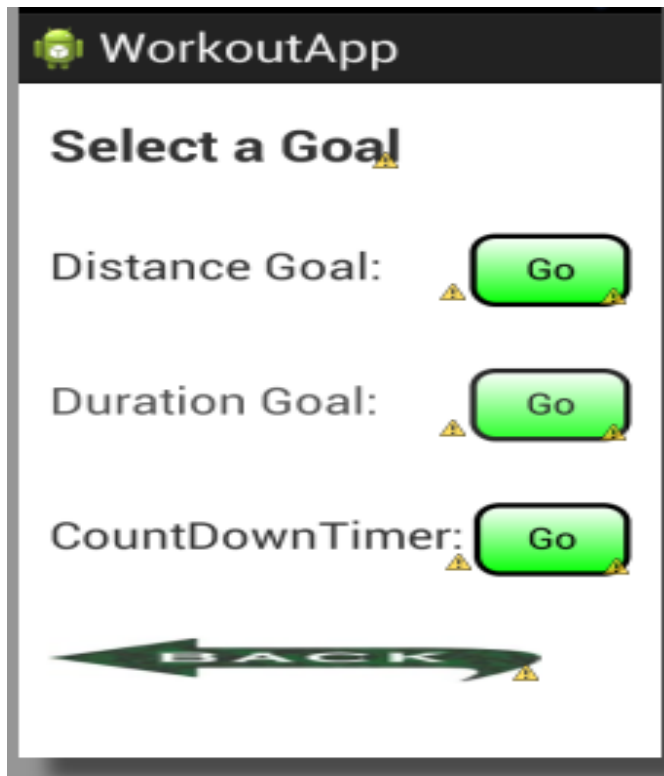 WorkoutApp
Select a Goal
Distance Goal: Go
Duration Goal: Go
CountDownTimer: Go
BACK